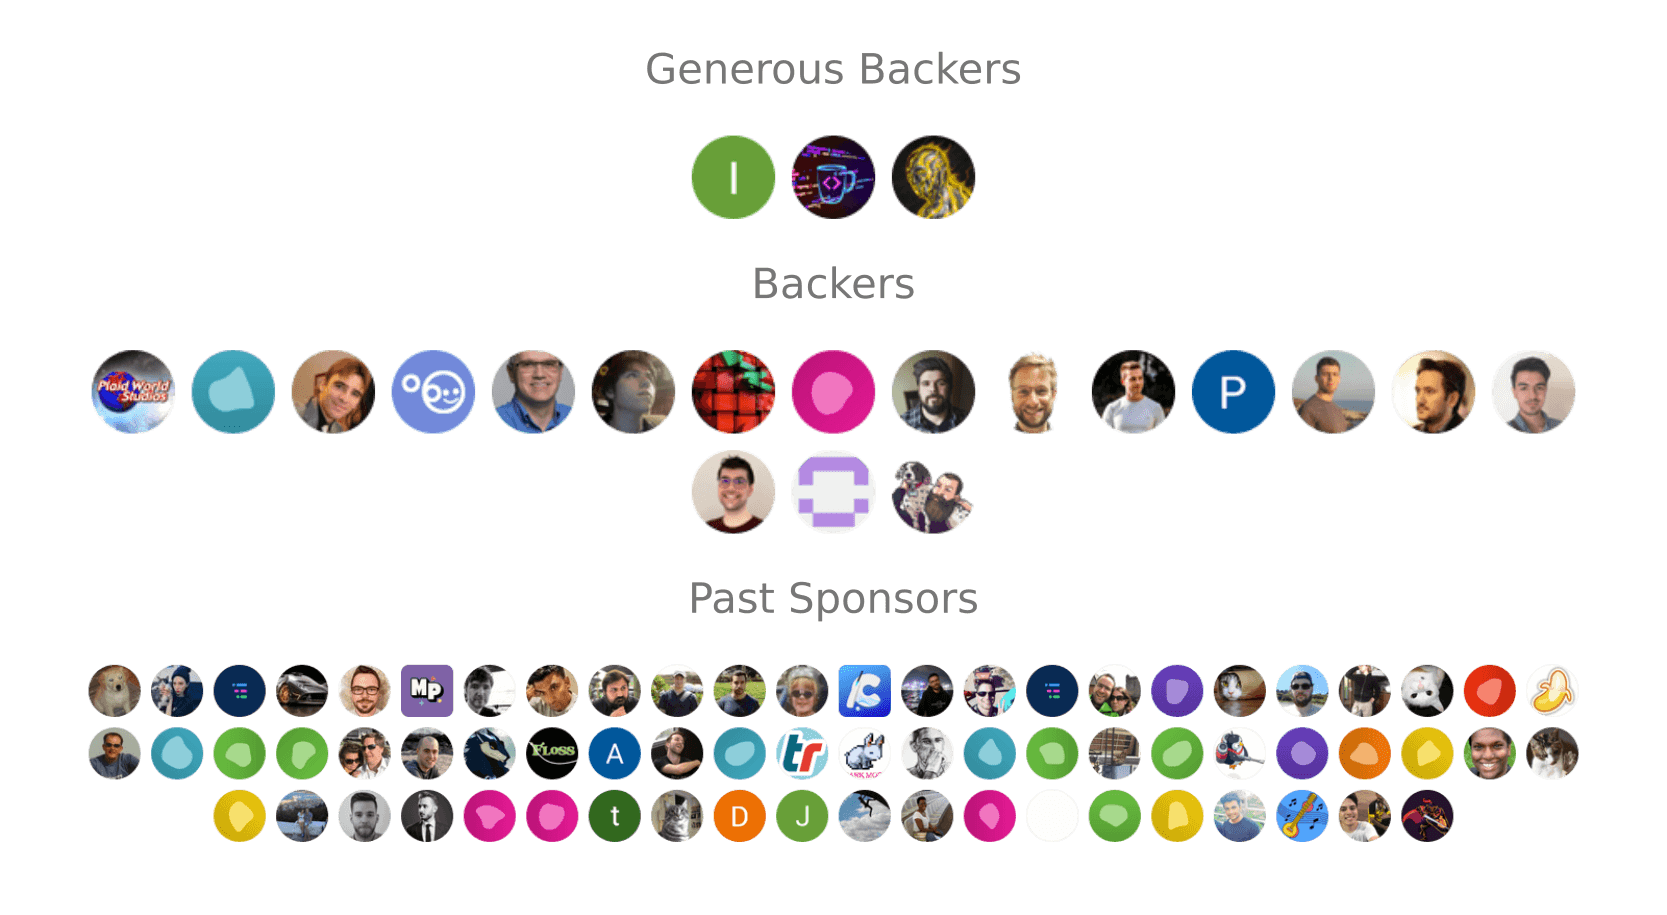 Generous Backers
I
<>
Backers
Plaid World
Studios
P
Past Sponsors
MP
C
FLOSS
A
tr
t
D
J